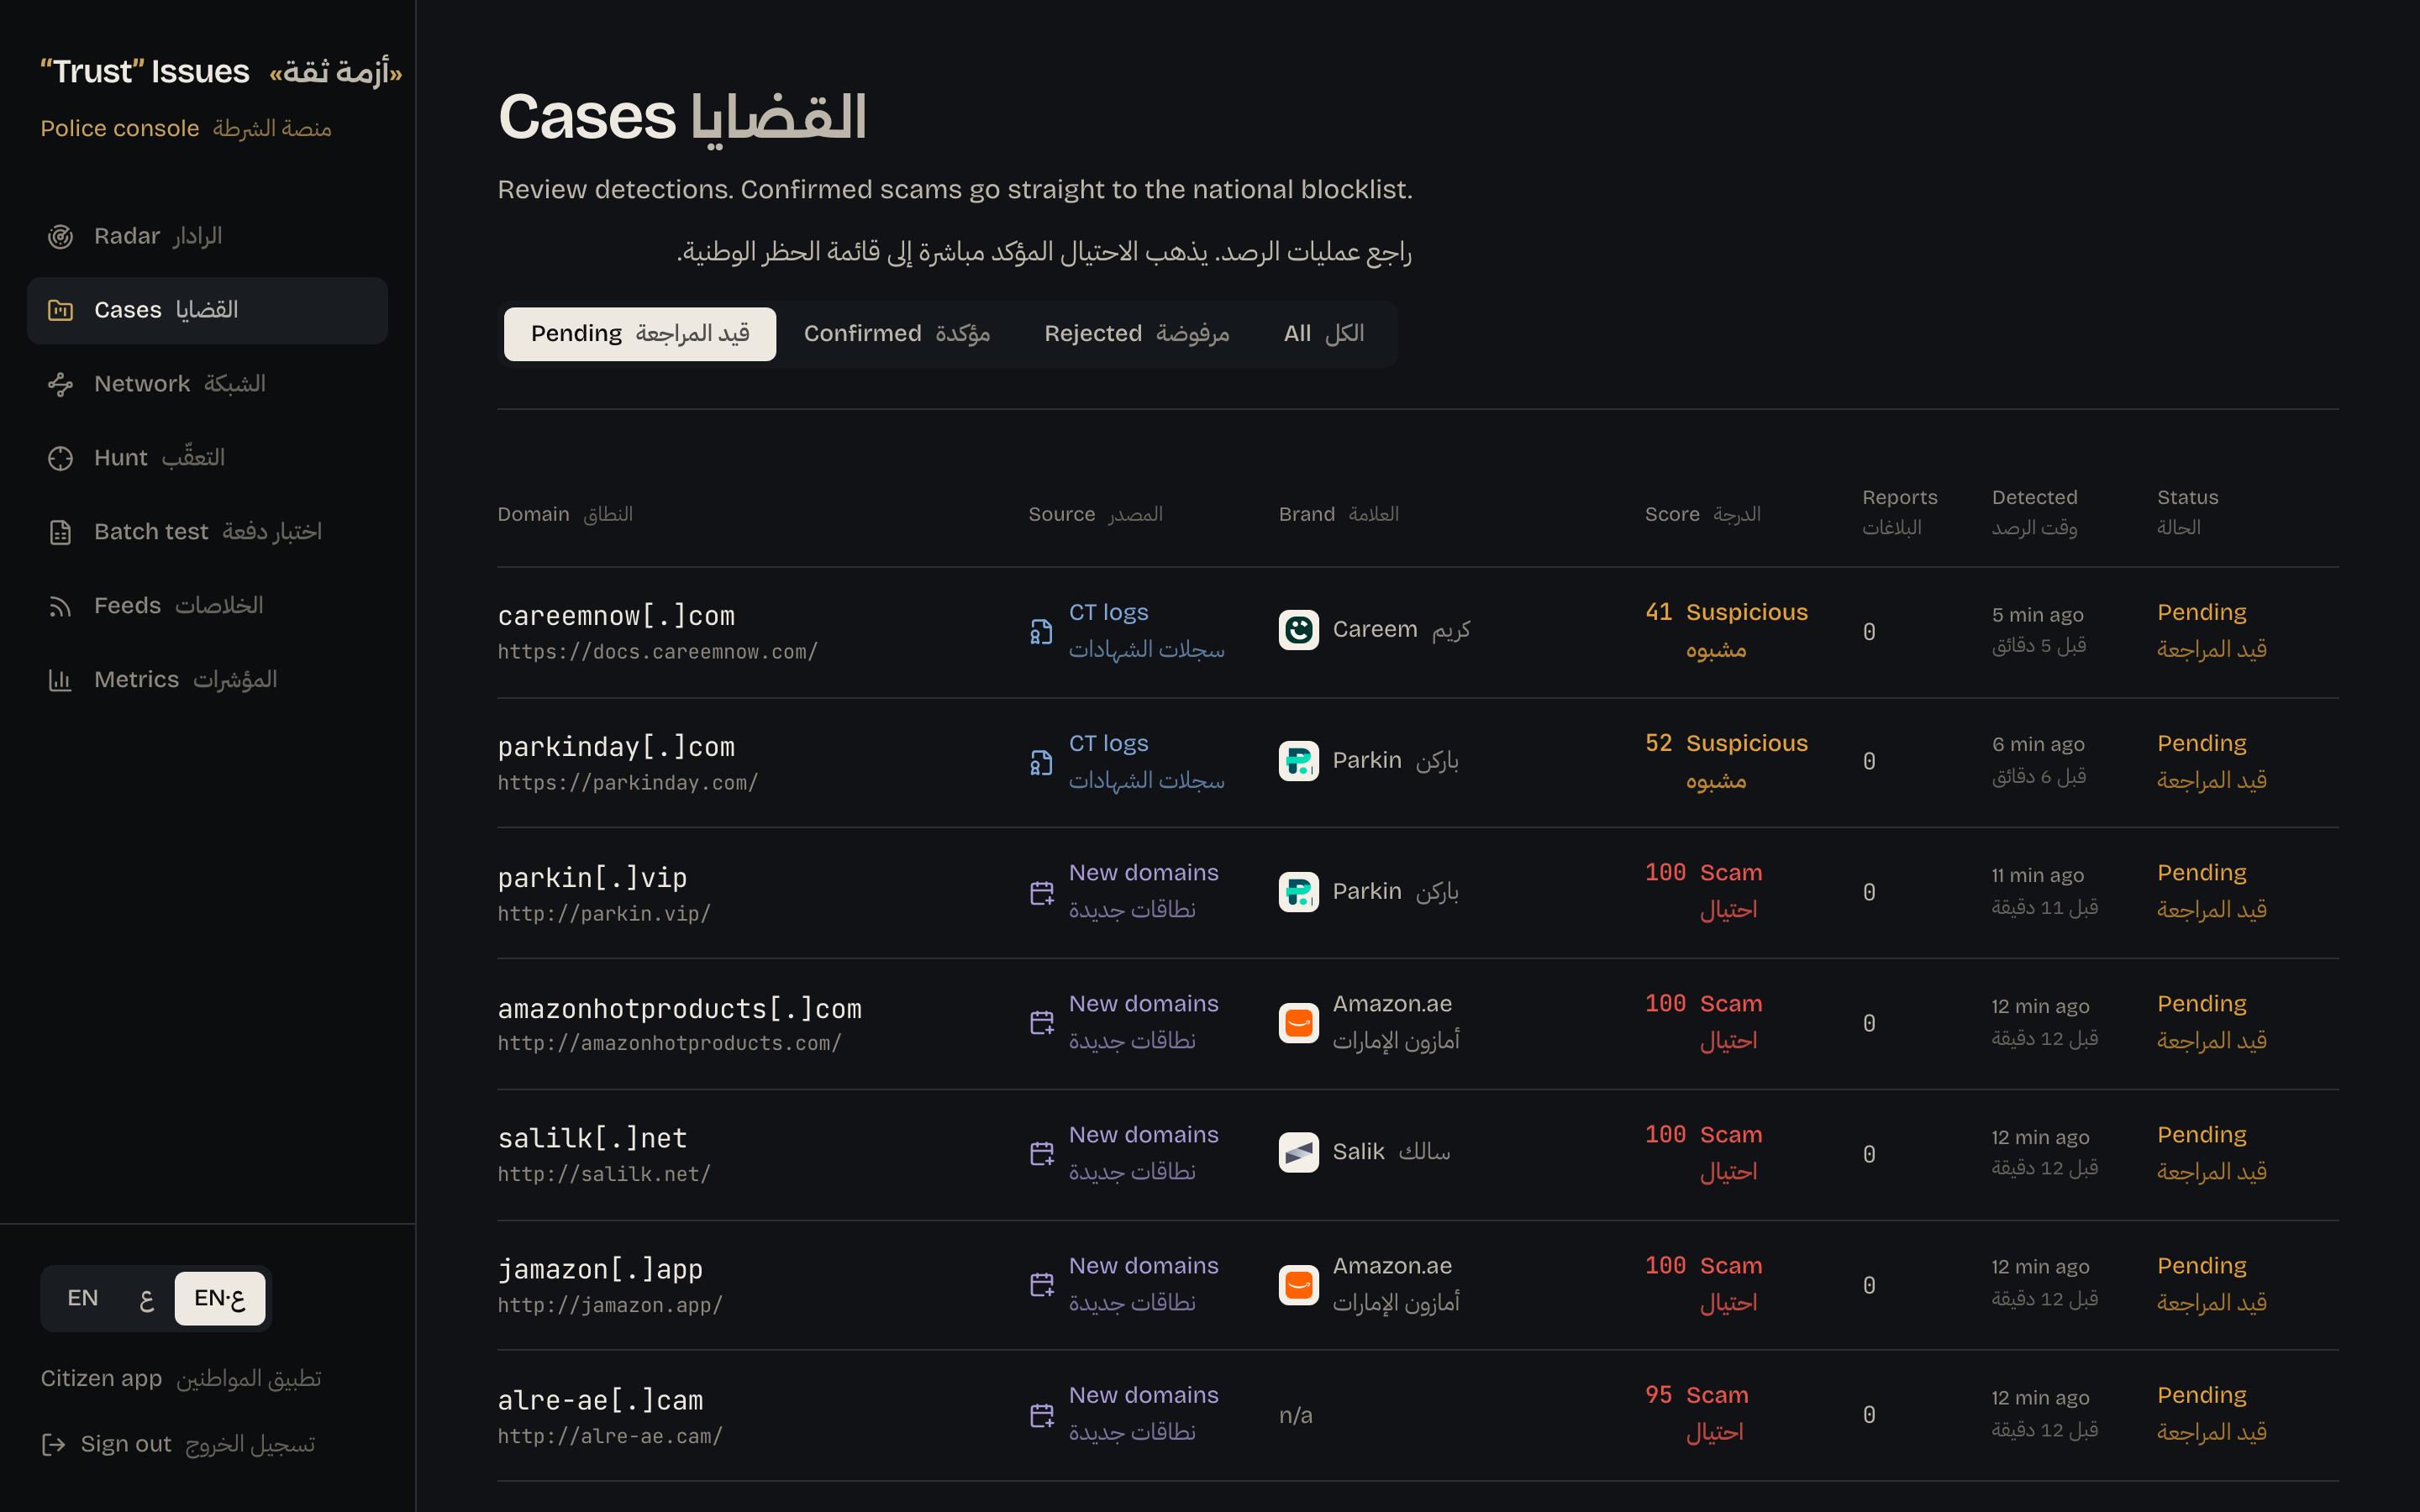 “Trust” Issues «أزمة ثقة»
Police console منصة الشرطة
Radar الرادار
Cases القضايا
Network الشبكة
Hunt التعقّب
Batch test اختبار دفعة
Feeds الخلاصات
Metrics المؤشرات
EN ع EN·ع
Citizen app تطبيق المواطنين
Sign out تسجيل الخروج
Cases القضايا
Review detections. Confirmed scams go straight to the national blocklist.
راجع عمليات الرصد. يذهب الاحتيال المؤكد مباشرة إلى قائمة الحظر الوطنية.
Pending قيد المراجعة Confirmed مؤكدة Rejected مرفوضة All الكل
Domain النطاق Source المصدر Brand العلامة Score الدرجة Reports البلاغات Detected وقت الرصد Status الحالة
careemnow[.]com CT logs Careem كريم 41 Suspicious 0 5 min ago Pending
https://docs.careemnow.com/ سجلات الشهادات مشبوه قبل 5 دقائق قيد المراجعة
parkinday[.]com CT logs Parkin باركن 52 Suspicious 0 6 min ago Pending
https://parkinday.com/ سجلات الشهادات مشبوه قبل 6 دقائق قيد المراجعة
parkin[.]vip New domains Parkin باركن 100 Scam 0 11 min ago Pending
http://parkin.vip/ نطاقات جديدة احتيال قبل 11 دقيقة قيد المراجعة
amazonhotproducts[.]com New domains Amazon.ae 100 Scam 0 12 min ago Pending
http://amazonhotproducts.com/ نطاقات جديدة أمازون الإمارات احتيال قبل 12 دقيقة قيد المراجعة
salilk[.]net New domains Salik سالك 100 Scam 0 12 min ago Pending
http://salilk.net/ نطاقات جديدة احتيال قبل 12 دقيقة قيد المراجعة
jamazon[.]app New domains Amazon.ae 100 Scam 0 12 min ago Pending
http://jamazon.app/ نطاقات جديدة أمازون الإمارات احتيال قبل 12 دقيقة قيد المراجعة
alre-ae[.]cam New domains n/a 95 Scam 0 12 min ago Pending
http://alre-ae.cam/ نطاقات جديدة احتيال قبل 12 دقيقة قيد المراجعة